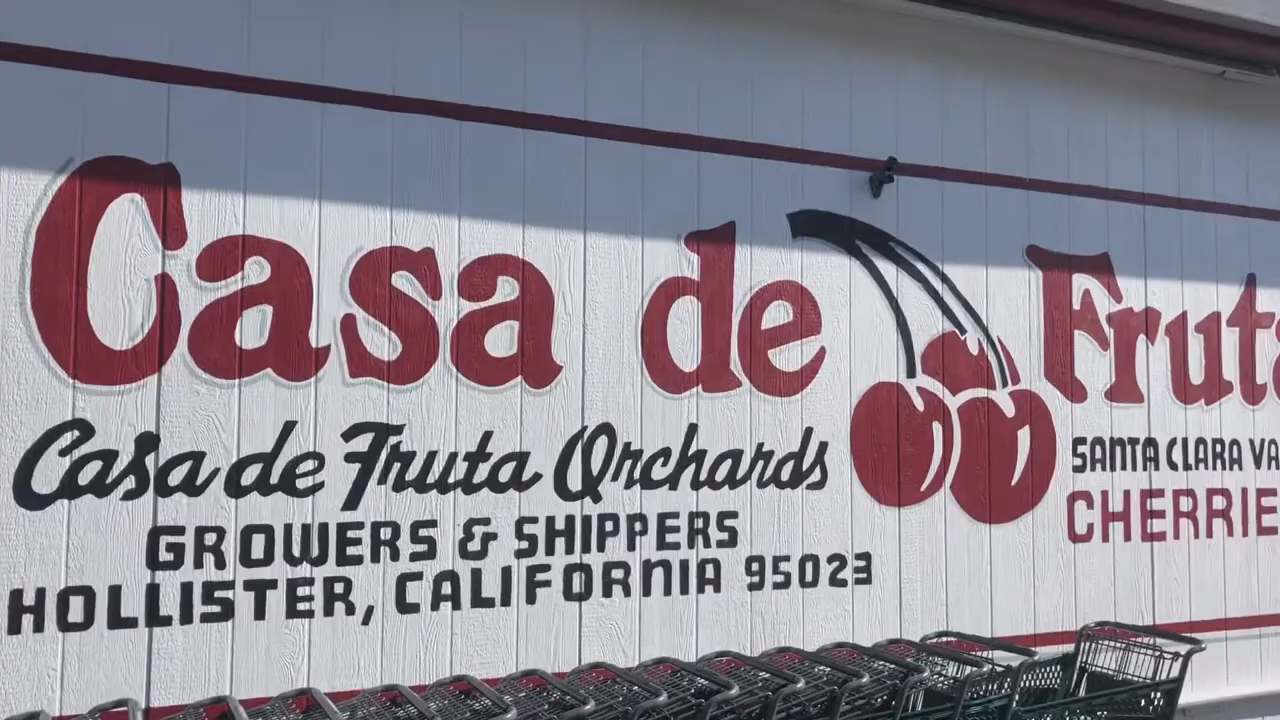 Casa de Fruta
Casa de Fruta Orchards
GROWERS & SHIPPERS
HOLLISTER, CALIFORNIA 95023
SANTA CLARA